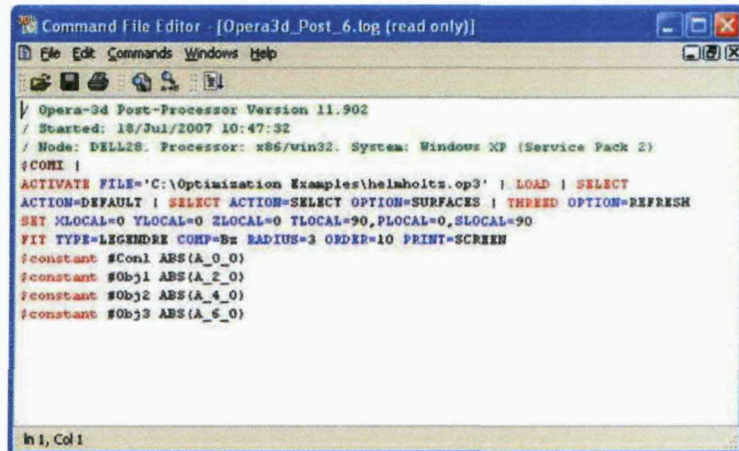 Command File Editor - [Opera3d_Post_6.log (read only)]
File Edit Commands Windows Help
/ Opera-3d Post-Processor Version 11.902
/ Started: 18/Jul/2007 10:47:32
/ Node: DELL28. Processor: x86/win32. System: Windows XP (Service Pack 2)
$COMI |
ACTIVATE FILE='C:\Optimization Examples\helmholtz.op3' | LOAD | SELECT
ACTION=DEFAULT | SELECT ACTION=SELECT OPTION=SURFACES | THREED OPTION=REFRESH
SET XLOCAL=0 YLOCAL=0 ZLOCAL=0 TLOCAL=90,PLOCAL=0,SLOCAL=90
FIT TYPE=LEGENDRE COMP=Bz RADIUS=3 ORDER=10 PRINT=SCREEN
$constant #Con1 ABS(A_0_0)
$constant #Obj1 ABS(A_2_0)
$constant #Obj2 ABS(A_4_0)
$constant #Obj3 ABS(A_6_0)
ln 1, Col 1